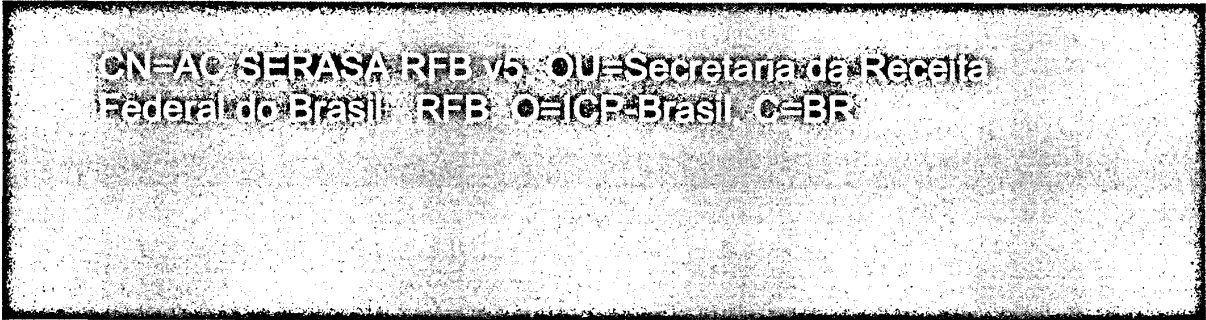 CN=AC SERASA RFB v5 OU=Secretaria da Receita
Federal do Brasil RFB O=ICP-Brasil C=BR